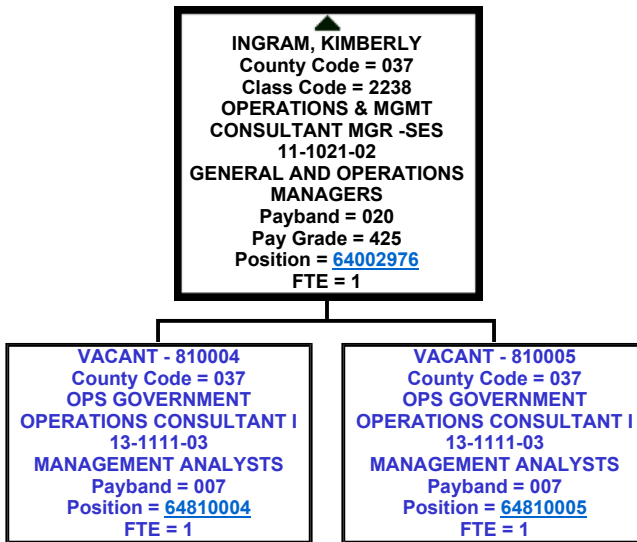 INGRAM, KIMBERLY
County Code = 037
Class Code = 2238
OPERATIONS & MGMT
CONSULTANT MGR -SES
11-1021-02
GENERAL AND OPERATIONS
MANAGERS
Payband = 020
Pay Grade = 425
Position = 64002976
FTE = 1
VACANT - 810004
County Code = 037
OPS GOVERNMENT
OPERATIONS CONSULTANT I
13-1111-03
MANAGEMENT ANALYSTS
Payband = 007
Position = 64810004
FTE = 1
VACANT - 810005
County Code = 037
OPS GOVERNMENT
OPERATIONS CONSULTANT I
13-1111-03
MANAGEMENT ANALYSTS
Payband = 007
Position = 64810005
FTE = 1